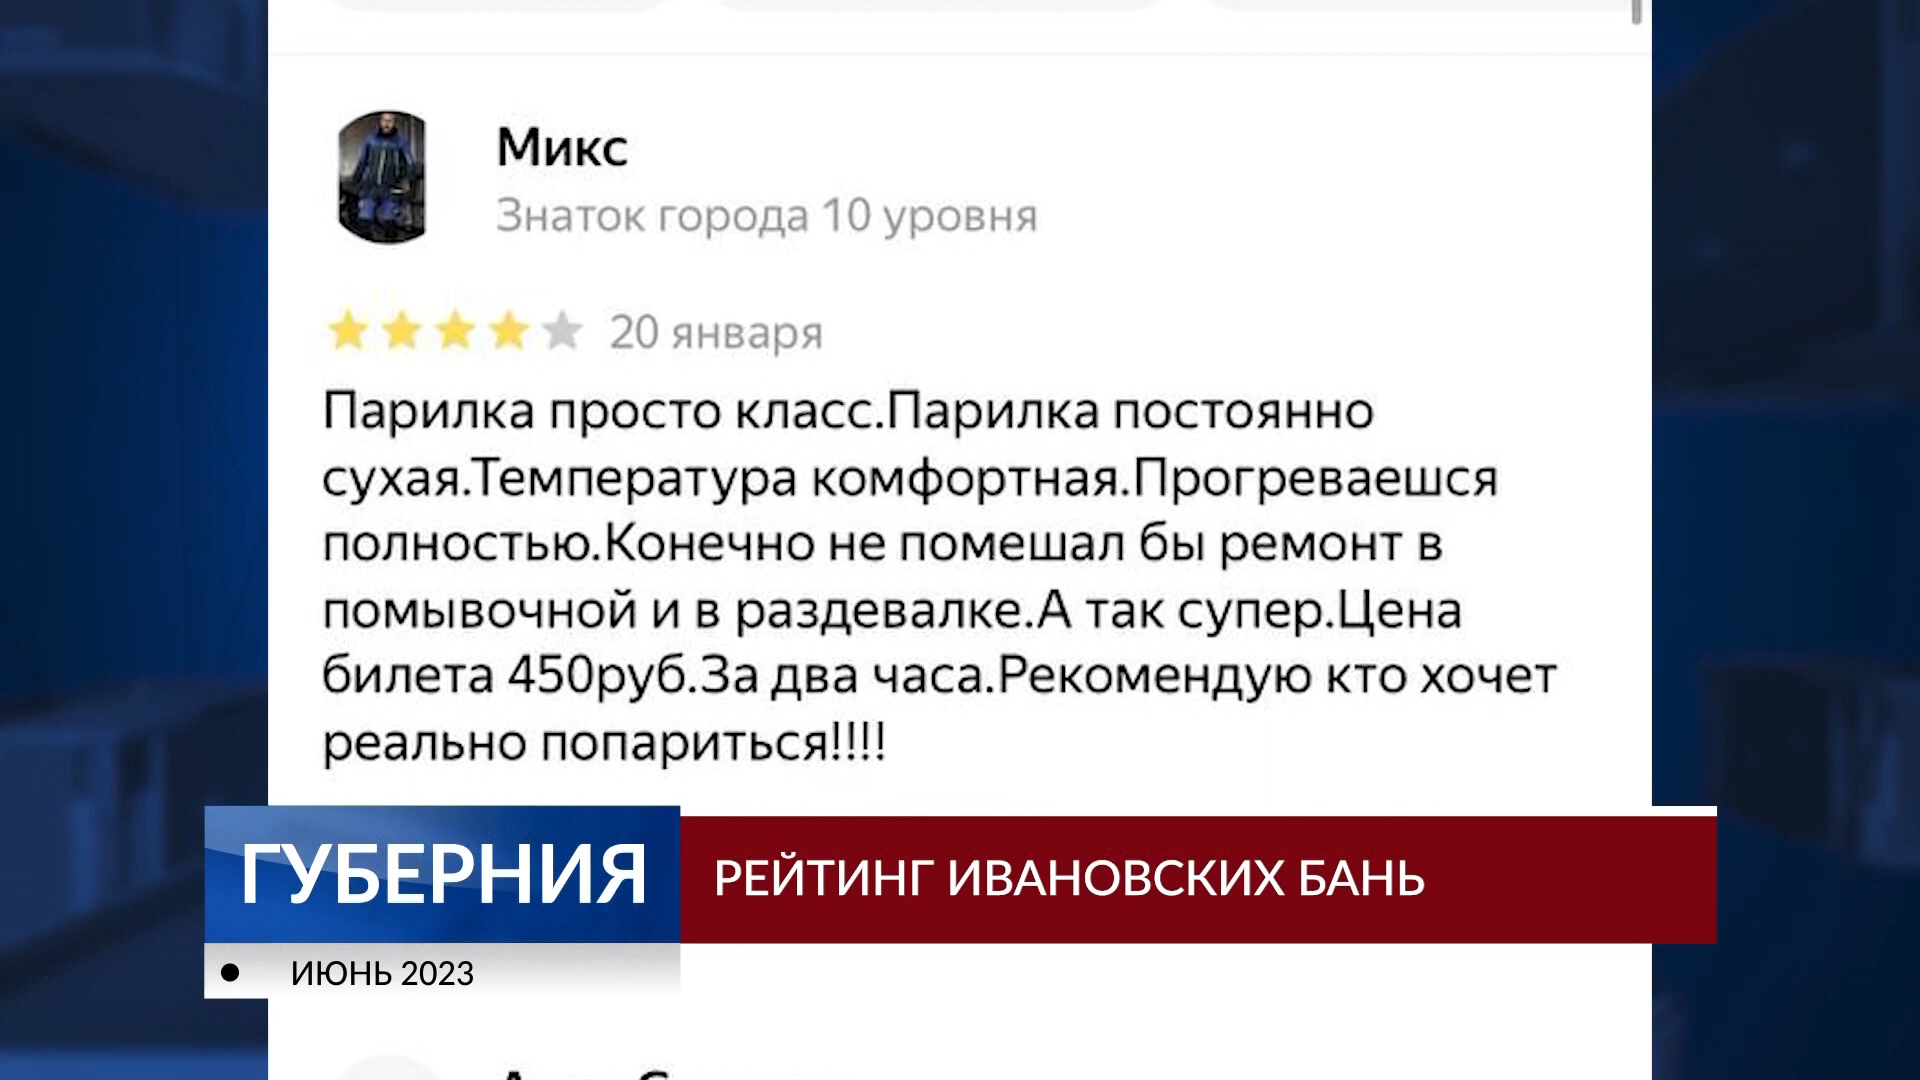 Микс
Знаток города 10 уровня
20 января
Парилка просто класс.Парилка постоянно
сухая.Температура комфортная.Прогреваешся
полностью.Конечно не помешал бы ремонт в
помывочной и в раздевалке.А так супер.Цена
билета 450руб.За два часа.Рекомендую кто хочет
реально попариться!!!!
ГУБЕРНИЯ
РЕЙТИНГ ИВАНОВСКИХ БАНЬ
ИЮНЬ 2023